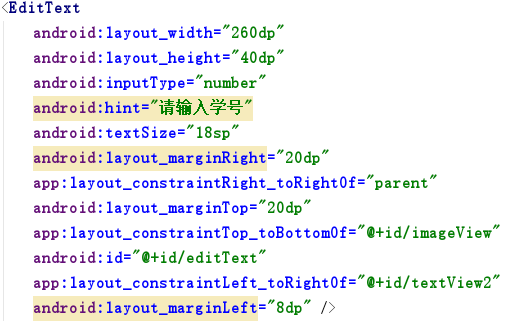 <EditText
android:layout_width="260dp"
android:layout_height="40dp"
android:inputType="number"
android:hint="请输入学号"
android:textSize="18sp"
android:layout_marginRight="20dp"
app:layout_constraintRight_toRightOf="parent"
android:layout_marginTop="20dp"
app:layout_constraintTop_toBottomOf="@+id/imageView"
android:id="@+id/editText"
app:layout_constraintLeft_toRightOf="@+id/textView2"
android:layout_marginLeft="8dp" />